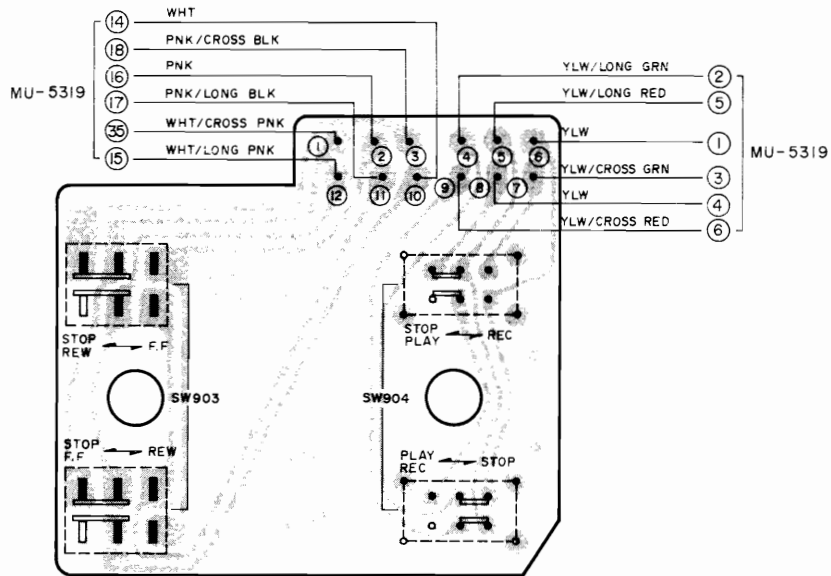 14 WHT
18 PNK/CROSS BLK
16 PNK
17 PNK/LONG BLK
35 WHT/CROSS PNK
15 WHT/LONG PNK
MU-5319
YLW/LONG GRN 2
YLW/LONG RED 5
YLW 1
YLW/CROSS GRN 3
YLW 4
YLW/CROSS RED 6
MU-5319
1 2 3 4 5 6
12 11 10 9 8 7
STOP
REW F.F
SW903
STOP
F.F REW
STOP
PLAY REC
SW904
PLAY
REC STOP